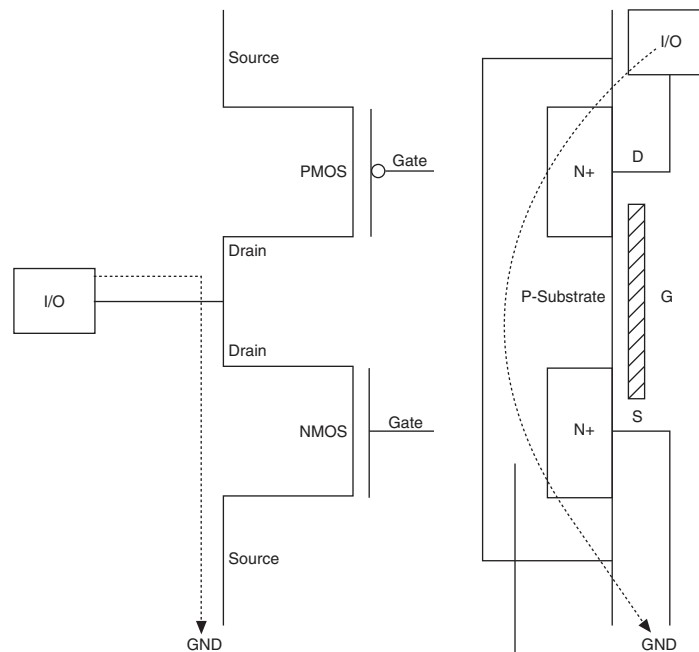 Source
PMOS
Gate
Drain
I/O
Drain
NMOS
Gate
Source
GND
I/O
N+
D
P-Substrate
G
N+
S
GND